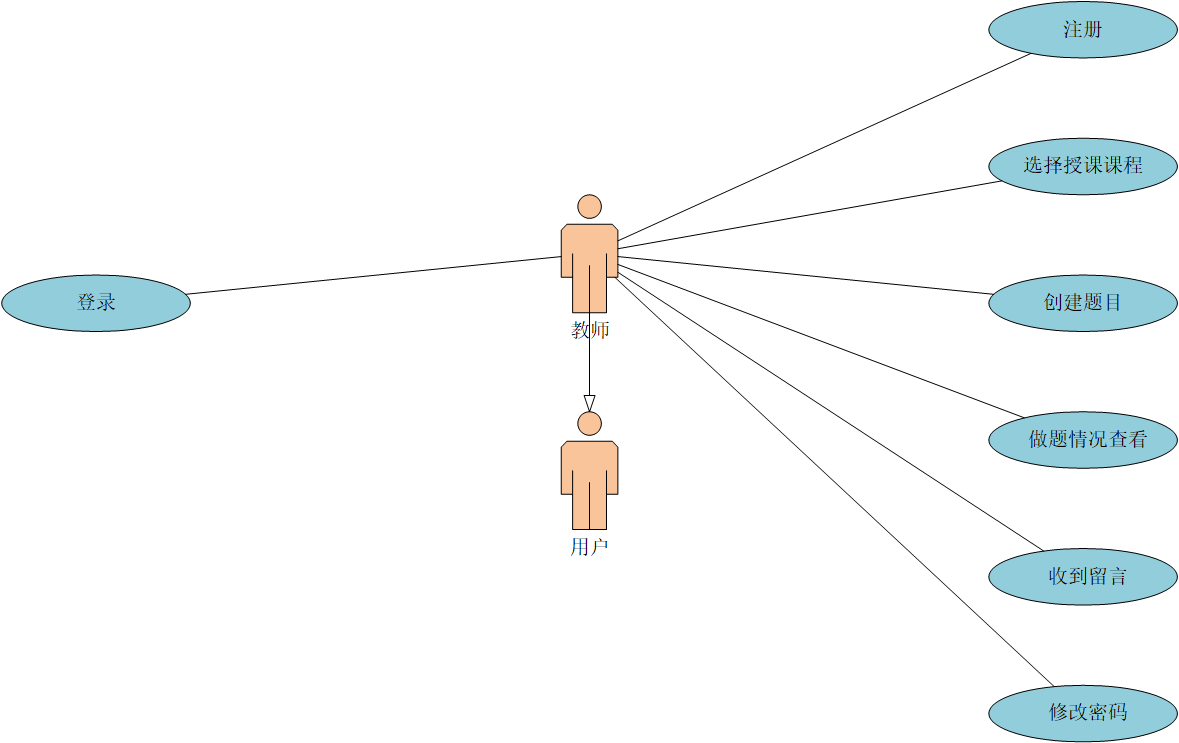 注册
选择授课课程
登录
创建题目
教师
做题情况查看
用户
收到留言
修改密码